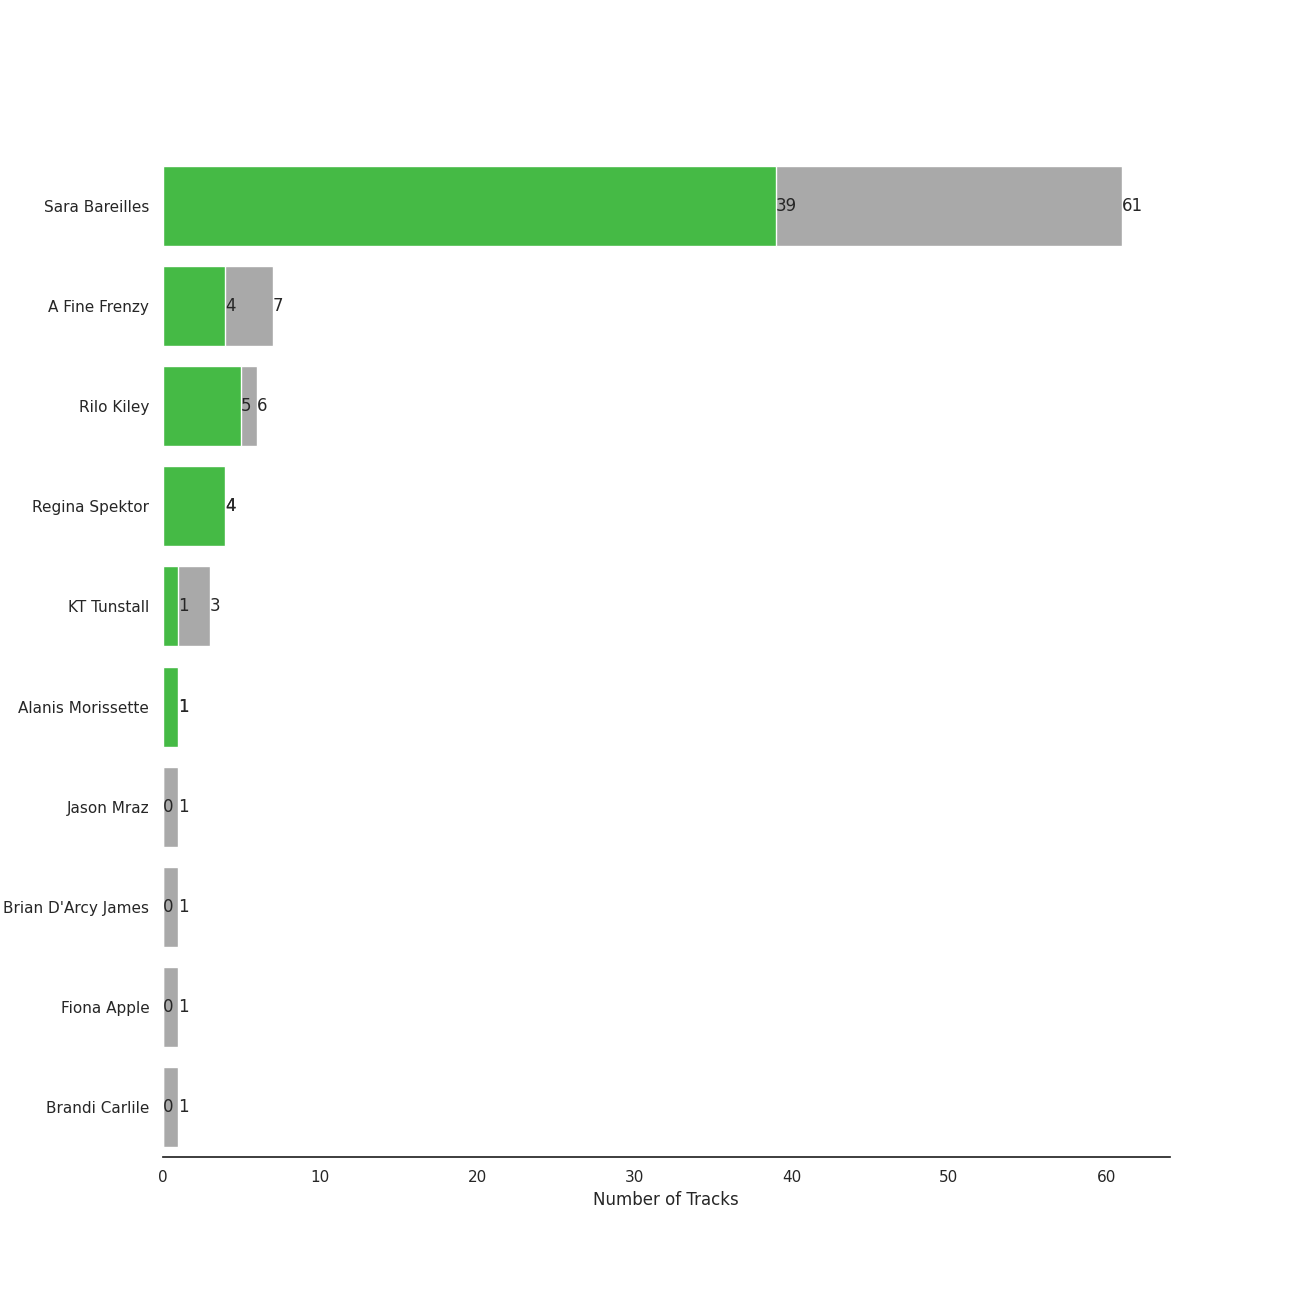 Sara Bareilles 39 61
A Fine Frenzy 4 7
Rilo Kiley 5 6
Regina Spektor 4
KT Tunstall 1 3
Alanis Morissette 1
Jason Mraz 0 1
Brian D'Arcy James 0 1
Fiona Apple 0 1
Brandi Carlile 0 1
0 10 20 30 40 50 60
Number of Tracks